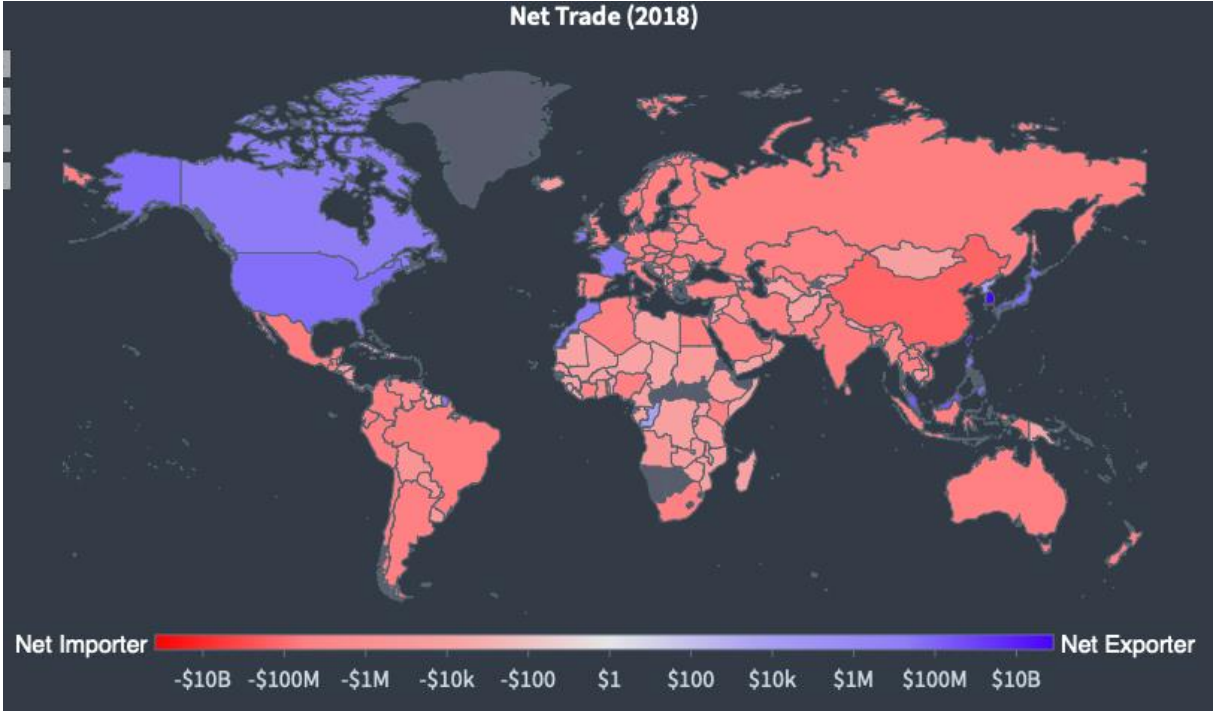 Net Trade (2018)
Net Importer
Net Exporter
-$10B -$100M -$1M -$10k -$100 $1 $100 $10k $1M $100M $10B